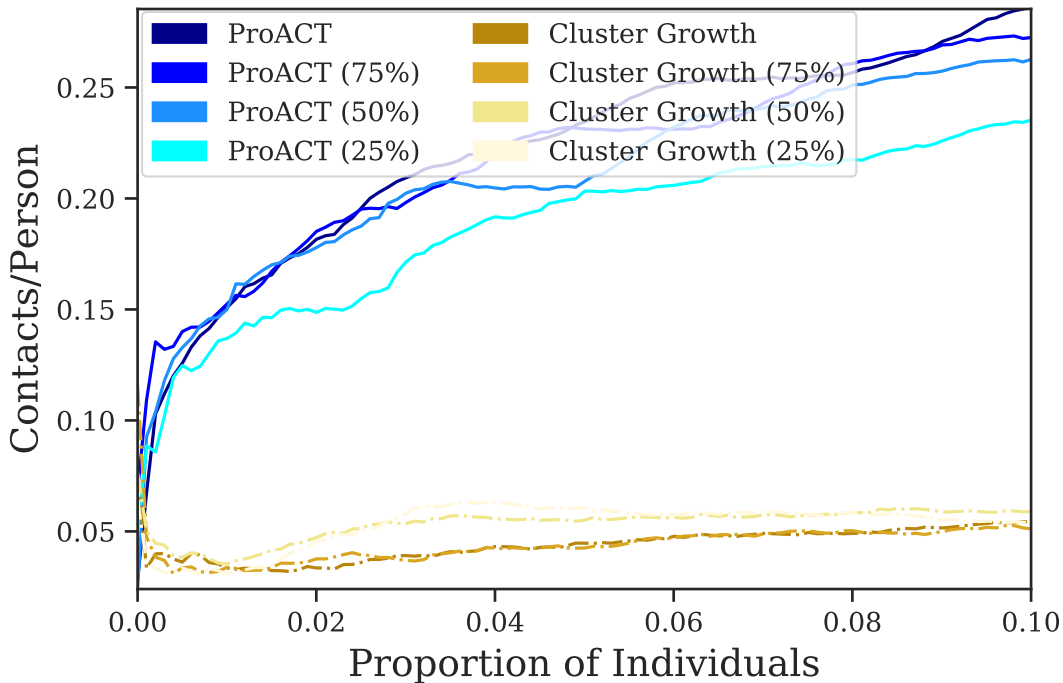 ProACT
ProACT (75%)
ProACT (50%)
ProACT (25%)
Cluster Growth
Cluster Growth (75%)
Cluster Growth (50%)
Cluster Growth (25%)
Contacts/Person
0.25
0.20
0.15
0.10
0.05
0.00 0.02 0.04 0.06 0.08 0.10
Proportion of Individuals